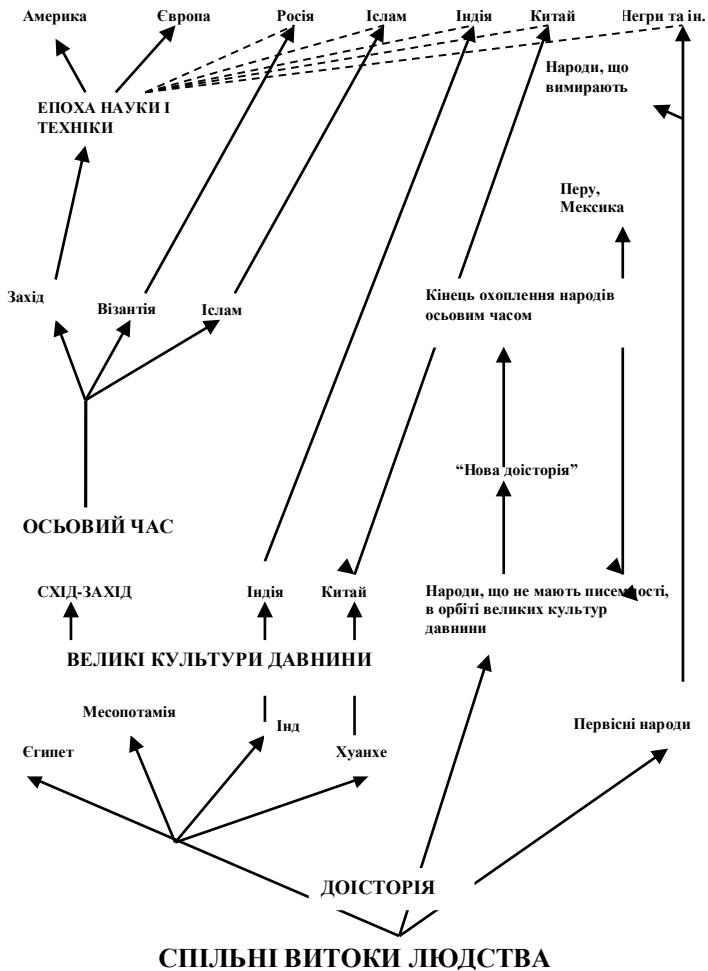 Америка
Європа
Росія
Іслам
Індія
Китай
Негри та ін.
Народи, що
вимирають
ЕПОХА НАУКИ І
ТЕХНІКИ
Перу,
Мексика
Захід
Візантія
Іслам
Кінець охоплення народів
осьовим часом
“Нова доісторія”
ОСЬОВИЙ ЧАС
СХІД-ЗАХІД
Індія
Китай
Народи, що не мають писемності,
в орбіті великих культур
давнини
ВЕЛИКІ КУЛЬТУРИ ДАВНИНИ
Месопотамія
Інд
Первісні народи
Єгипет
Хуанхе
ДОІСТОРІЯ
СПІЛЬНІ ВИТОКИ ЛЮДСТВА